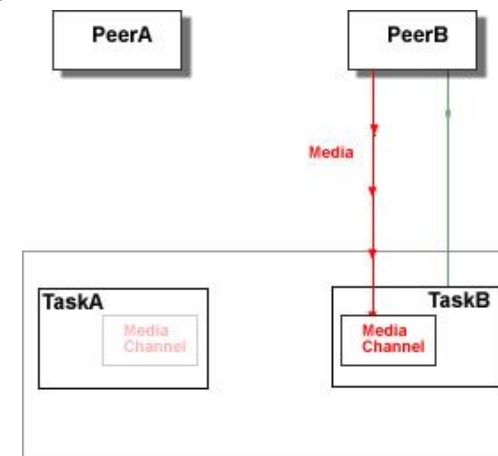 PeerA
PeerB
Media
TaskA
TaskB
Media
Channel
Media
Channel